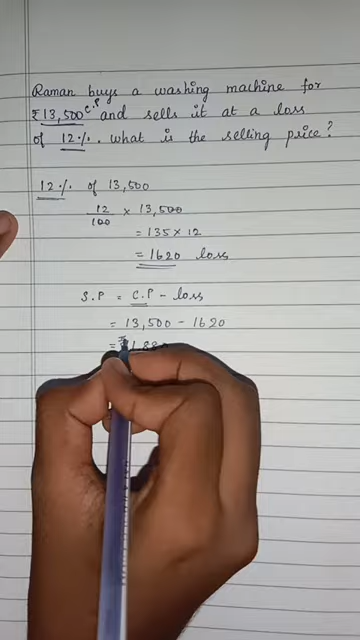 Raman buys a washing machine for
₹13,500 C.P and sells it at a loss
of 12%. what is the selling price?
12% of 13,500
12/100 × 13,500
= 135 × 12
= 1620 loss
S.P = C.P - loss
= 13,500 - 1620